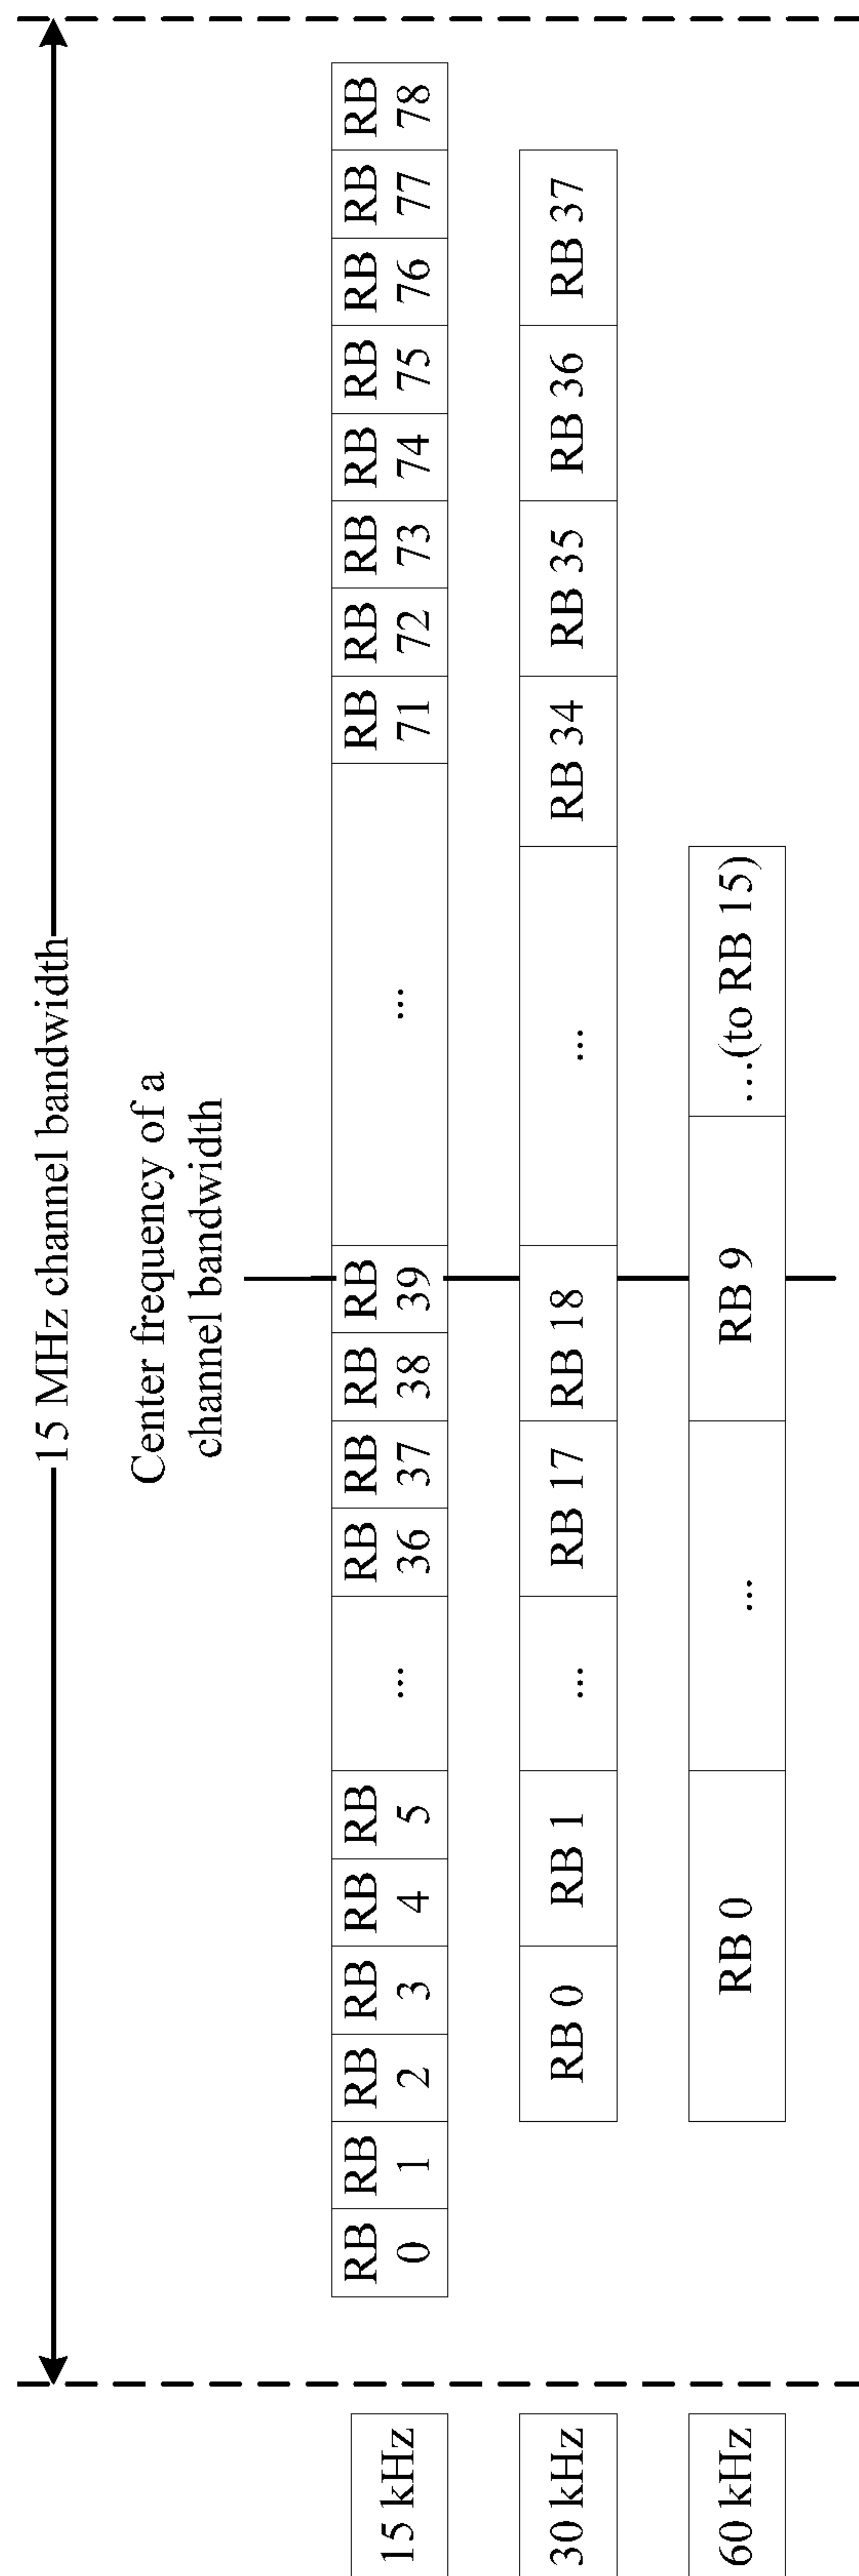 15 MHz channel bandwidth
Center frequency of a
channel bandwidth
15 kHz
RB 0
RB 1
RB 2
RB 3
RB 4
RB 5
...
RB 36
RB 37
RB 38
RB 39
...
RB 71
RB 72
RB 73
RB 74
RB 75
RB 76
RB 77
RB 78
30 kHz
RB 0
RB 1
...
RB 17
RB 18
...
RB 34
RB 35
RB 36
RB 37
60 kHz
RB 0
...
RB 9
...(to RB 15)